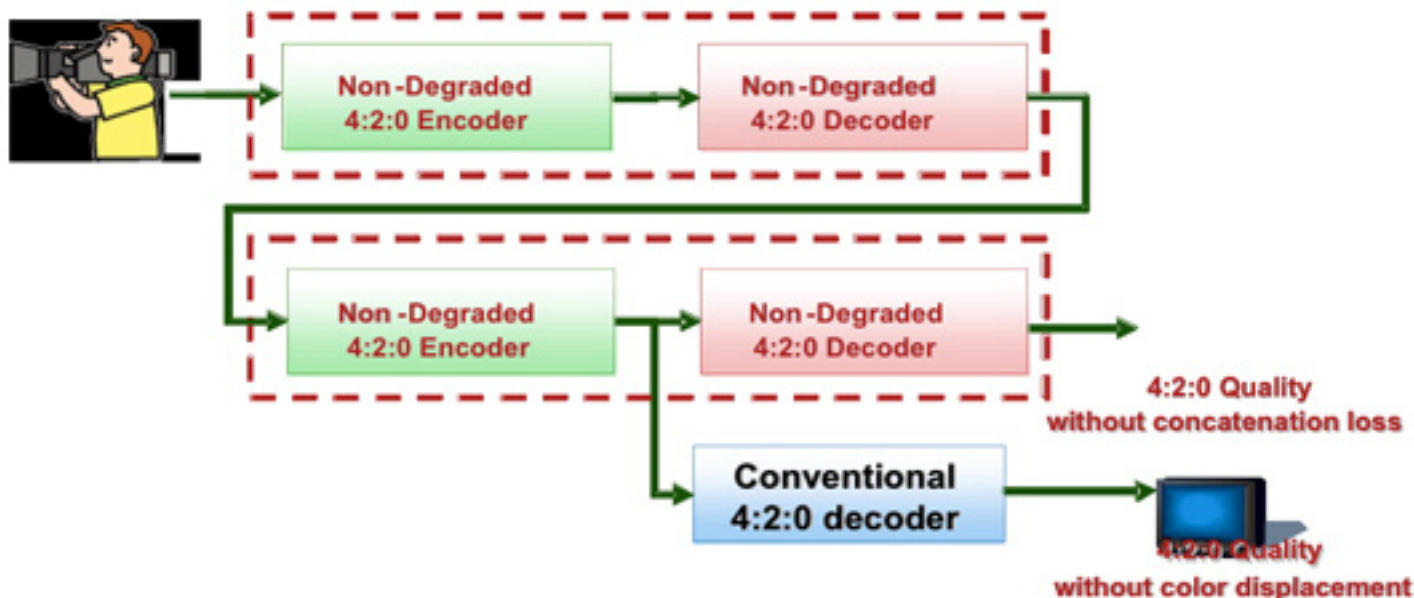 Non-Degraded
4:2:0 Encoder
Non-Degraded
4:2:0 Decoder
Non-Degraded
4:2:0 Encoder
Non-Degraded
4:2:0 Decoder
4:2:0 Quality
without concatenation loss
Conventional
4:2:0 decoder
4:2:0 Quality
without color displacement